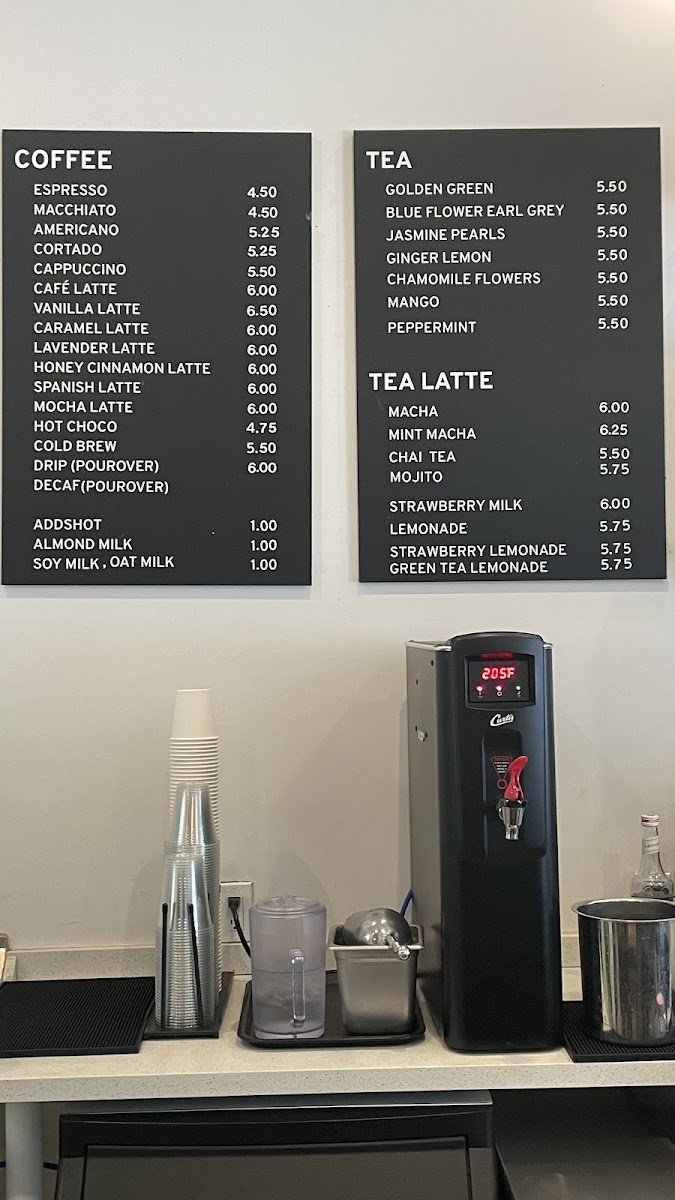 COFFEE
ESPRESSO 4.50
MACCHIATO 4.50
AMERICANO 5.25
CORTADO 5.25
CAPPUCCINO 5.50
CAFÉ LATTE 6.00
VANILLA LATTE 6.50
CARAMEL LATTE 6.00
LAVENDER LATTE 6.00
HONEY CINNAMON LATTE 6.00
SPANISH LATTE 6.00
MOCHA LATTE 6.00
HOT CHOCO 4.75
COLD BREW 5.50
DRIP (POUROVER) 6.00
DECAF(POUROVER)
ADDSHOT 1.00
ALMOND MILK 1.00
SOY MILK , OAT MILK 1.00
TEA
GOLDEN GREEN 5.50
BLUE FLOWER EARL GREY 5.50
JASMINE PEARLS 5.50
GINGER LEMON 5.50
CHAMOMILE FLOWERS 5.50
MANGO 5.50
PEPPERMINT 5.50
TEA LATTE
MACHA 6.00
MINT MACHA 6.25
CHAI TEA 5.50
MOJITO 5.75
STRAWBERRY MILK 6.00
LEMONADE 5.75
STRAWBERRY LEMONADE 5.75
GREEN TEA LEMONADE 5.75
205F
Curtis